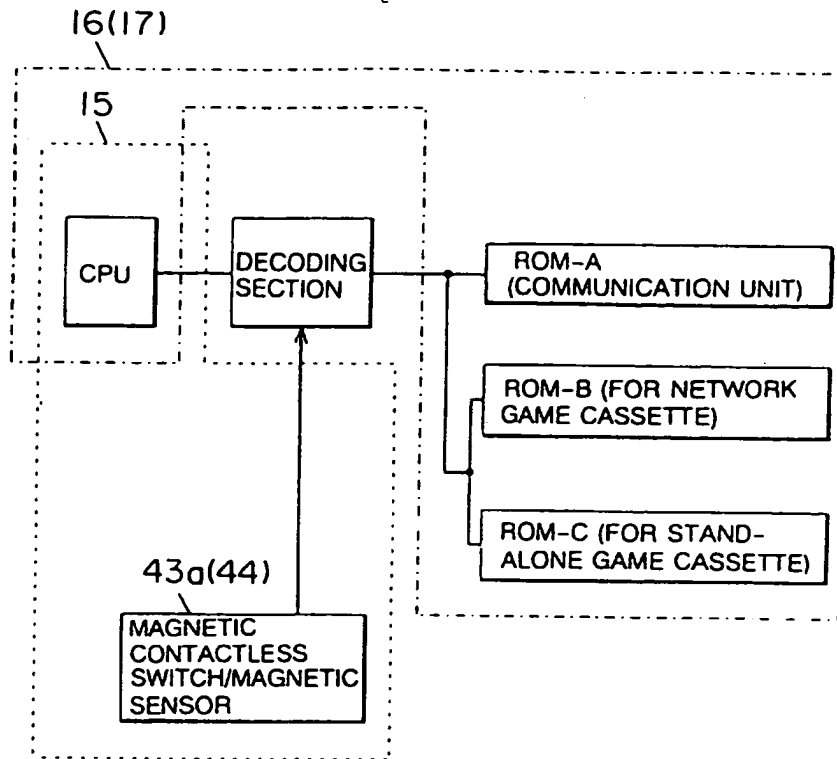 16(17)
15
CPU
DECODING
SECTION
ROM-A
(COMMUNICATION UNIT)
ROM-B (FOR NETWORK
GAME CASSETTE)
ROM-C (FOR STAND-
ALONE GAME CASSETTE)
43a(44)
MAGNETIC
CONTACTLESS
SWITCH/MAGNETIC
SENSOR